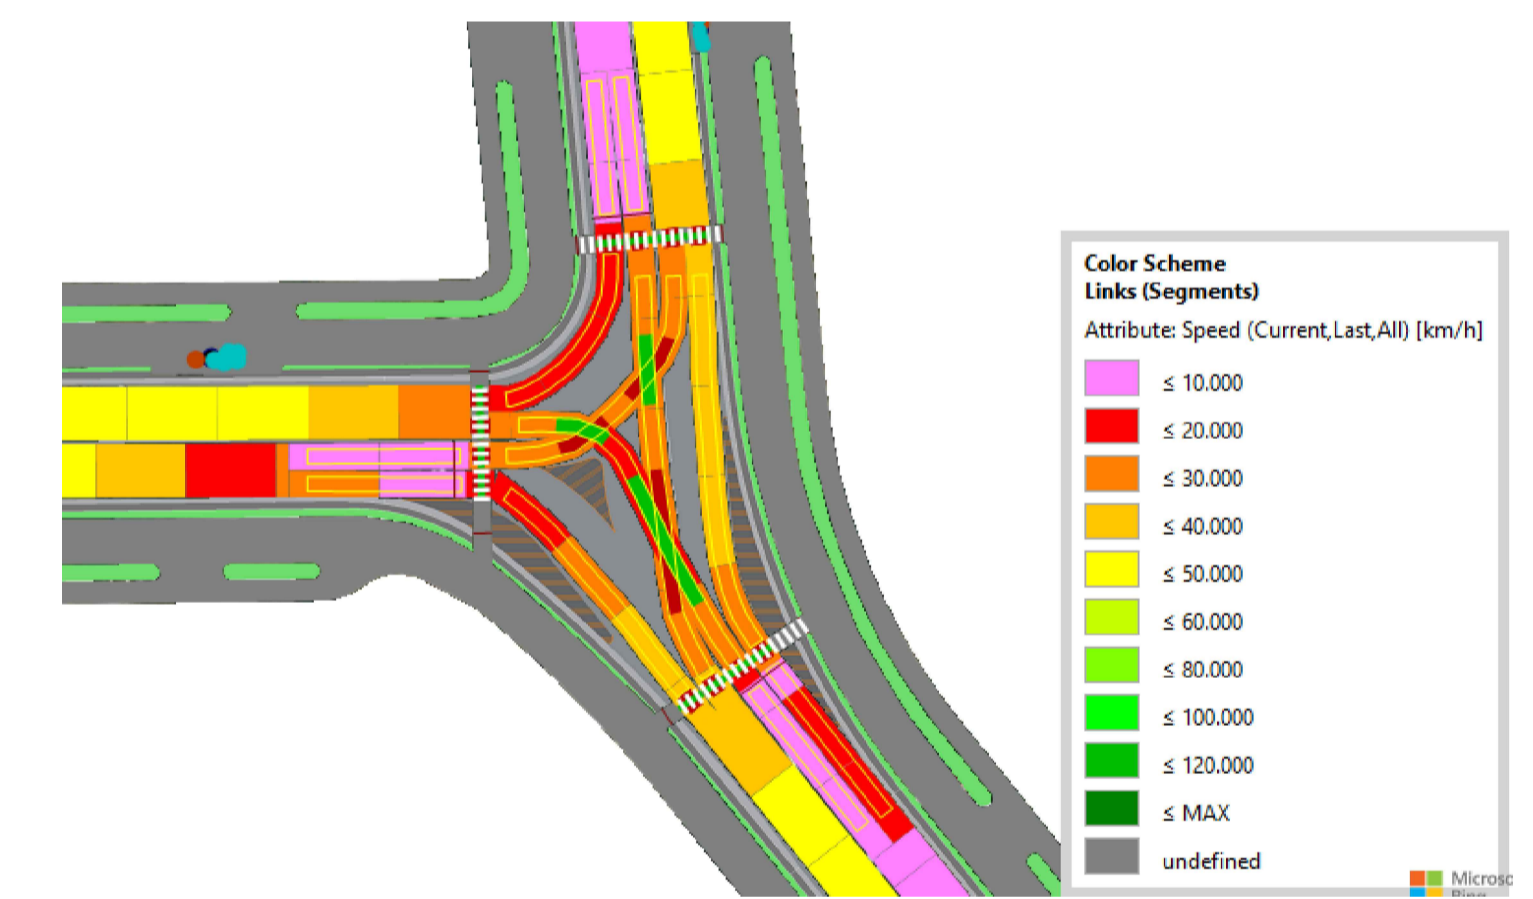 Color Scheme
Links (Segments)
Attribute: Speed (Current,Last,All) [km/h]
≤ 10.000
≤ 20.000
≤ 30.000
≤ 40.000
≤ 50.000
≤ 60.000
≤ 80.000
≤ 100.000
≤ 120.000
≤ MAX
undefined
Microso